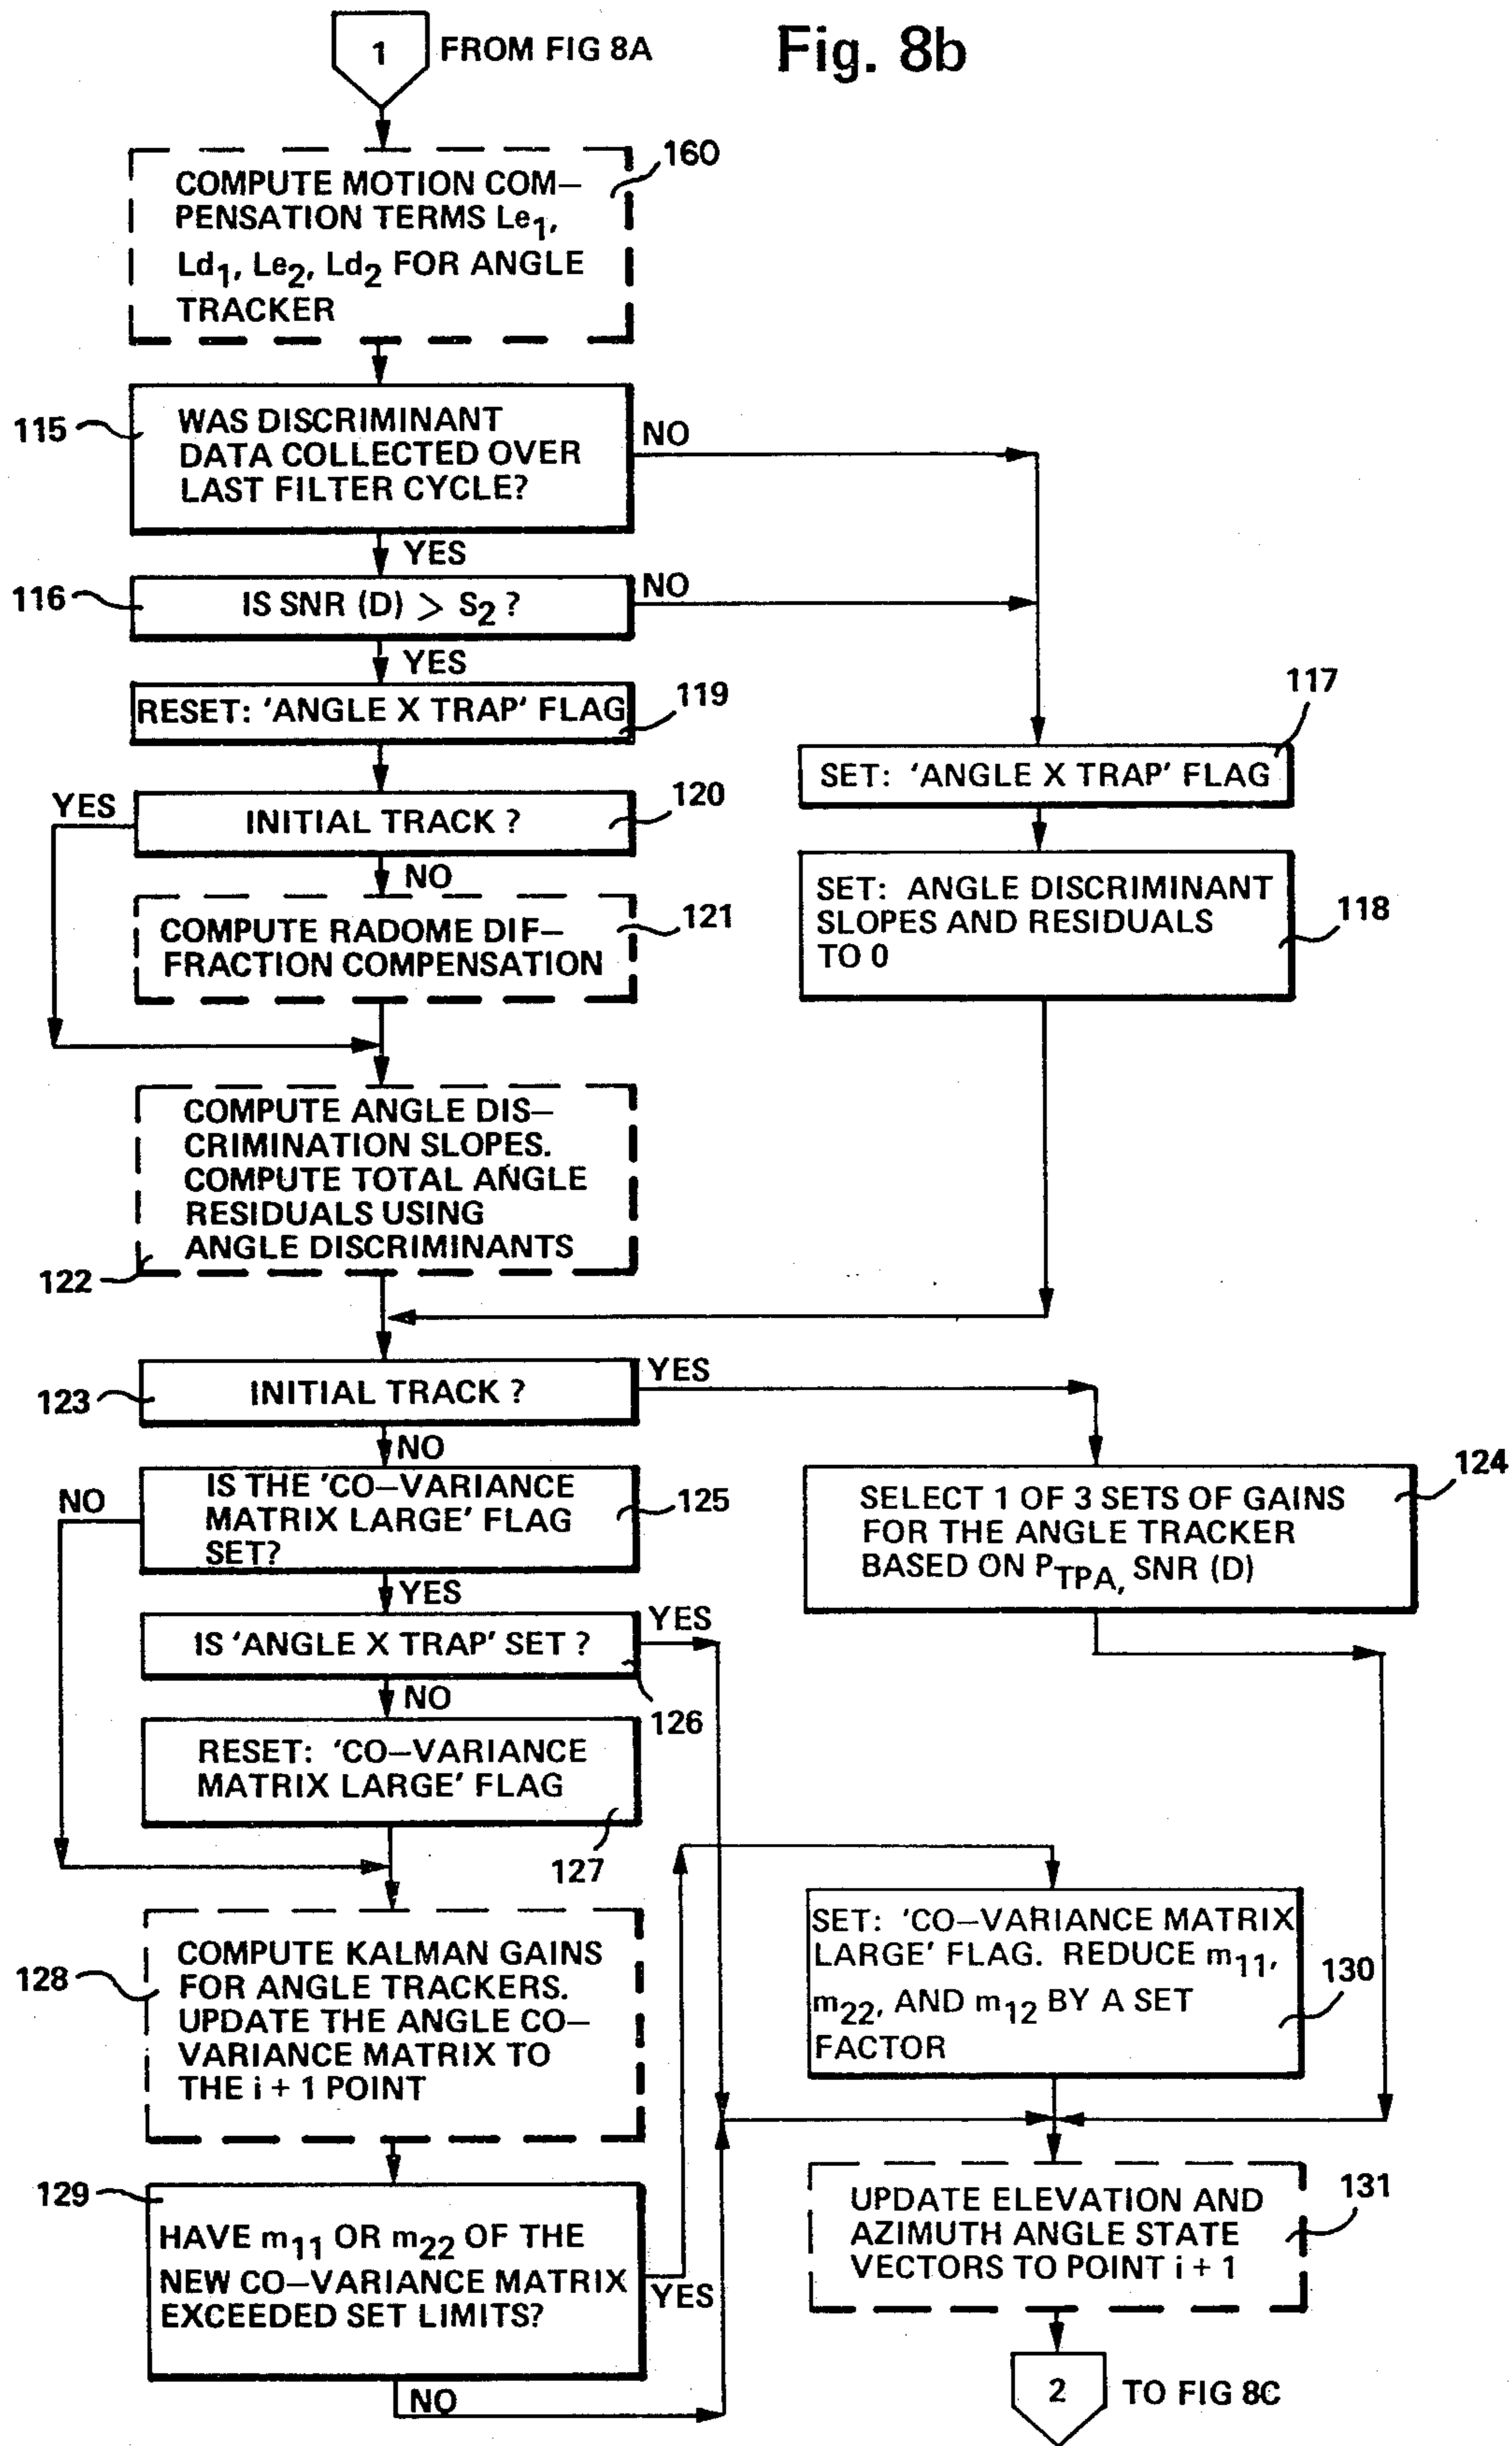 Fig. 8b
1
FROM FIG 8A
160
COMPUTE MOTION COM–
PENSATION TERMS Le1,
Ld1, Le2, Ld2 FOR ANGLE
TRACKER
115
WAS DISCRIMINANT
DATA COLLECTED OVER
LAST FILTER CYCLE?
NO
YES
116
IS SNR (D) > S2 ?
NO
YES
RESET: 'ANGLE X TRAP' FLAG
119
117
SET: 'ANGLE X TRAP' FLAG
YES
INITIAL TRACK ?
120
NO
COMPUTE RADOME DIF–
FRACTION COMPENSATION
121
SET: ANGLE DISCRIMINANT
SLOPES AND RESIDUALS
TO 0
118
COMPUTE ANGLE DIS–
CRIMINATION SLOPES.
COMPUTE TOTAL ANGLE
RESIDUALS USING
ANGLE DISCRIMINANTS
122
123
INITIAL TRACK ?
YES
NO
124
SELECT 1 OF 3 SETS OF GAINS
FOR THE ANGLE TRACKER
BASED ON PTPA, SNR (D)
NO
IS THE 'CO–VARIANCE
MATRIX LARGE' FLAG
SET?
125
YES
IS 'ANGLE X TRAP' SET ?
YES
126
NO
RESET: 'CO–VARIANCE
MATRIX LARGE' FLAG
127
128
COMPUTE KALMAN GAINS
FOR ANGLE TRACKERS.
UPDATE THE ANGLE CO–
VARIANCE MATRIX TO
THE i + 1 POINT
SET: 'CO–VARIANCE MATRIX
LARGE' FLAG. REDUCE m11,
m22, AND m12 BY A SET
FACTOR
130
129
HAVE m11 OR m22 OF THE
NEW CO–VARIANCE MATRIX
EXCEEDED SET LIMITS?
YES
NO
131
UPDATE ELEVATION AND
AZIMUTH ANGLE STATE
VECTORS TO POINT i + 1
2
TO FIG 8C